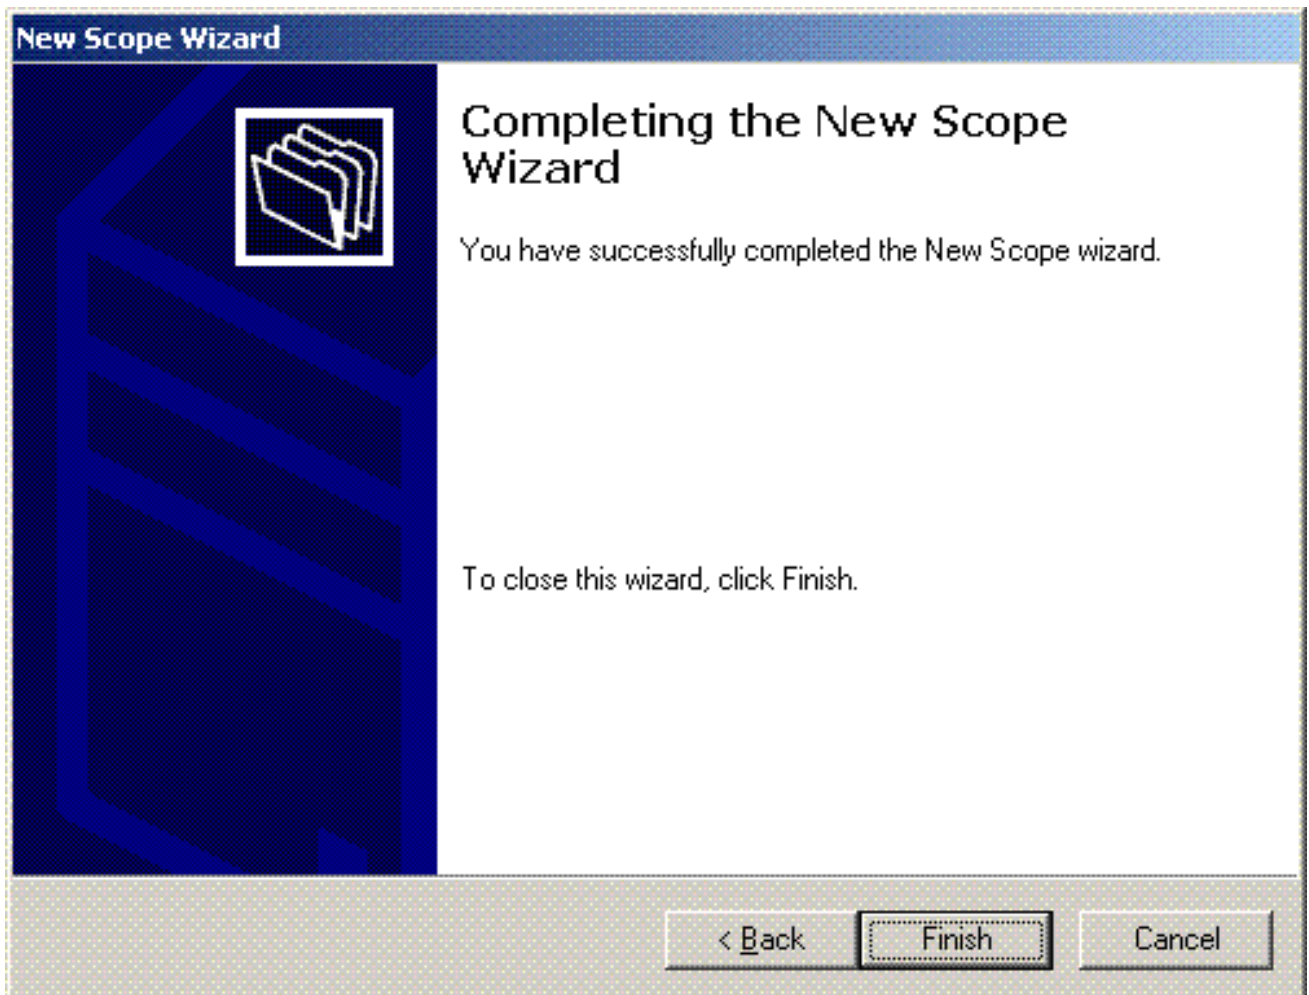 New Scope Wizard
Completing the New Scope
Wizard
You have successfully completed the New Scope wizard.
To close this wizard, click Finish.
< Back
Finish
Cancel